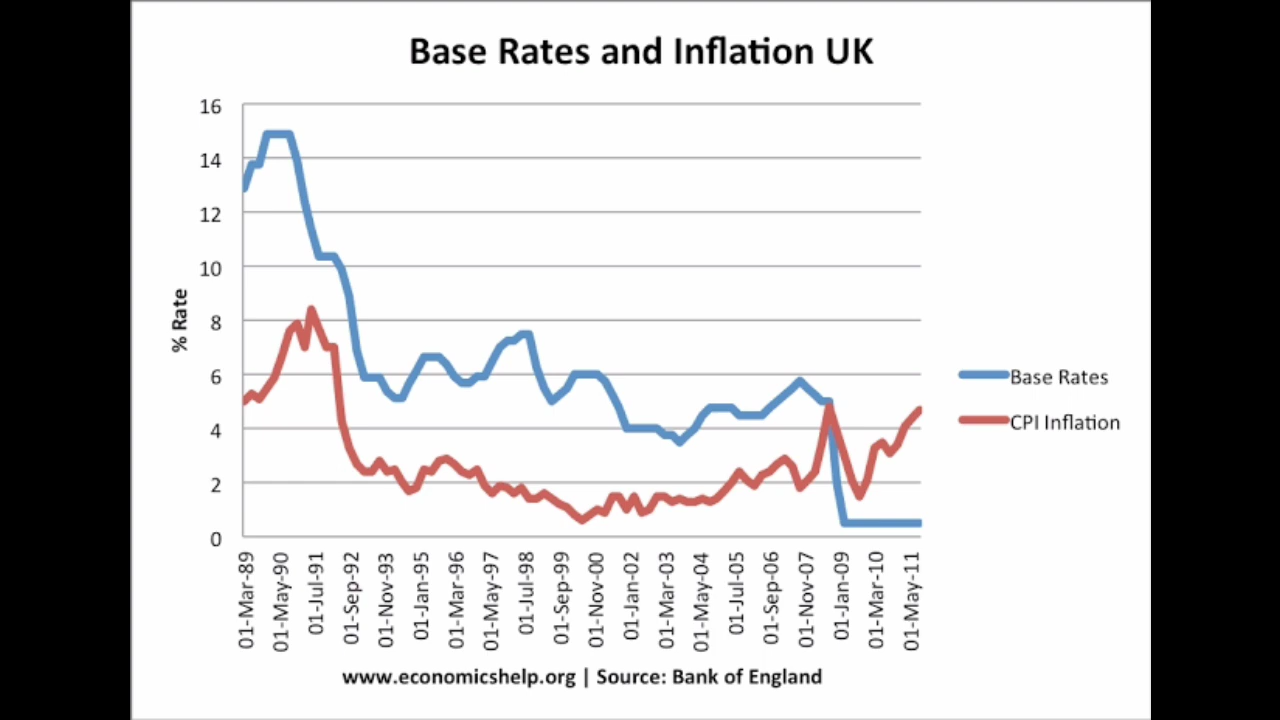 Base Rates and Inflation UK
16
14
12
10
8
6
4
2
0
% Rate
01-Mar-89
01-May-90
01-Jul-91
01-Sep-92
01-Nov-93
01-Jan-95
01-Mar-96
01-May-97
01-Jul-98
01-Sep-99
01-Nov-00
01-Jan-02
01-Mar-03
01-May-04
01-Jul-05
01-Sep-06
01-Nov-07
01-Jan-09
01-Mar-10
01-May-11
Base Rates
CPI Inflation
www.economicshelp.org | Source: Bank of England